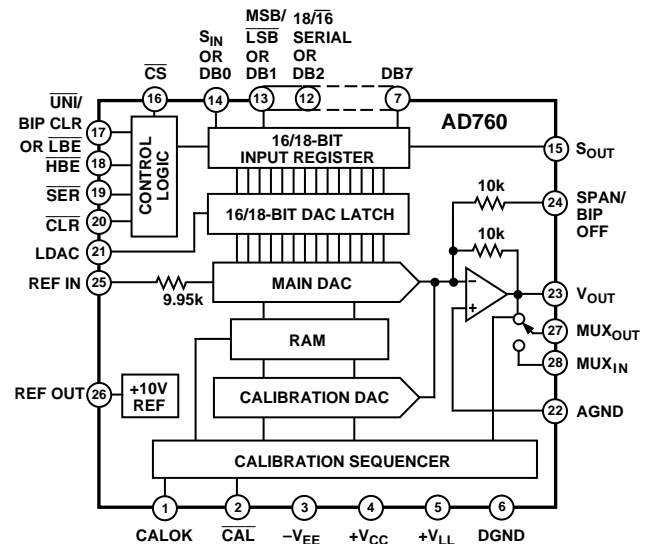 MSB/
LSB
OR
DB1
18/16
SERIAL
OR
DB2
S_IN
OR
DB0
CS
DB7
16
14
13
12
7
AD760
UNI/
BIP CLR
OR LBE
17
HBE
18
SER
19
CLR
20
LDAC
21
REF IN
25
REF OUT
26
CONTROL
LOGIC
16/18-BIT
INPUT REGISTER
16/18-BIT DAC LATCH
9.95k
MAIN DAC
RAM
+10V
REF
CALIBRATION DAC
CALIBRATION SEQUENCER
10k
10k
−
+
15
S_OUT
24
SPAN/
BIP
OFF
23
V_OUT
27
MUX_OUT
28
MUX_IN
22
AGND
1
2
3
4
5
6
CALOK
CAL
−V_EE
+V_CC
+V_LL
DGND